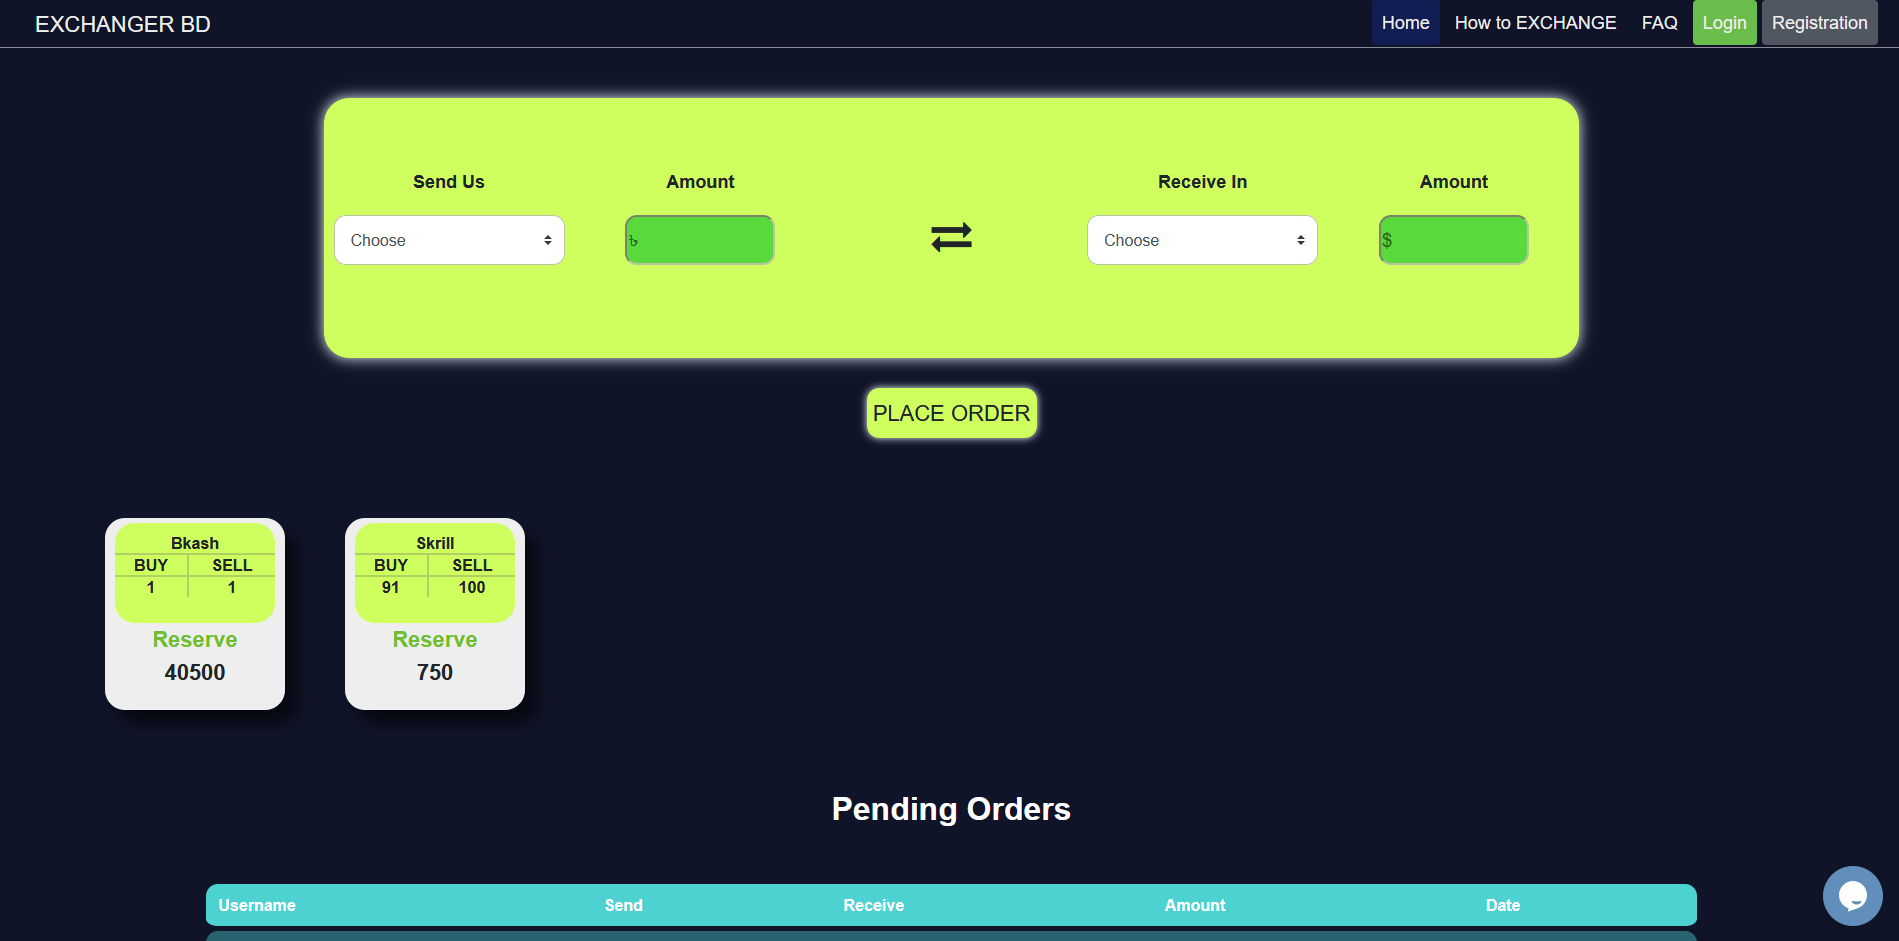 EXCHANGER BD
Home How to EXCHANGE FAQ Login Registration
Send Us Amount Receive In Amount
Choose ৳ Choose $
PLACE ORDER
Bkash
BUY SELL
1 1
Reserve
40500
Skrill
BUY SELL
91 100
Reserve
750
Pending Orders
Username Send Receive Amount Date